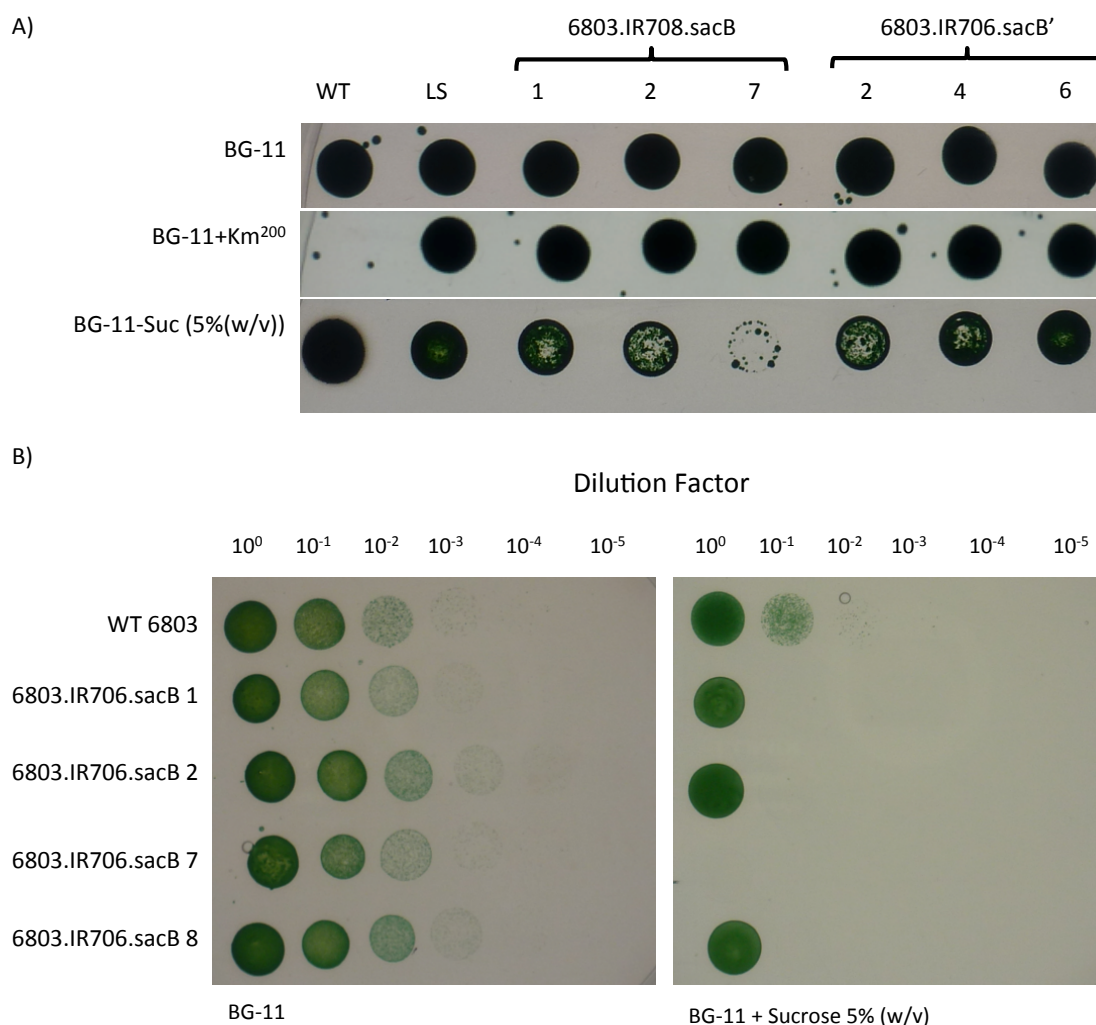 A)
6803.IR708.sacB 6803.IR706.sacB’
WT LS 1 2 7 2 4 6
BG-11
BG-11+Km²⁰⁰
BG-11-Suc (5%(w/v))
B)
Dilution Factor
10⁰ 10⁻¹ 10⁻² 10⁻³ 10⁻⁴ 10⁻⁵ 10⁰ 10⁻¹ 10⁻² 10⁻³ 10⁻⁴ 10⁻⁵
WT 6803
6803.IR706.sacB 1
6803.IR706.sacB 2
6803.IR706.sacB 7
6803.IR706.sacB 8
BG-11 BG-11 + Sucrose 5% (w/v)